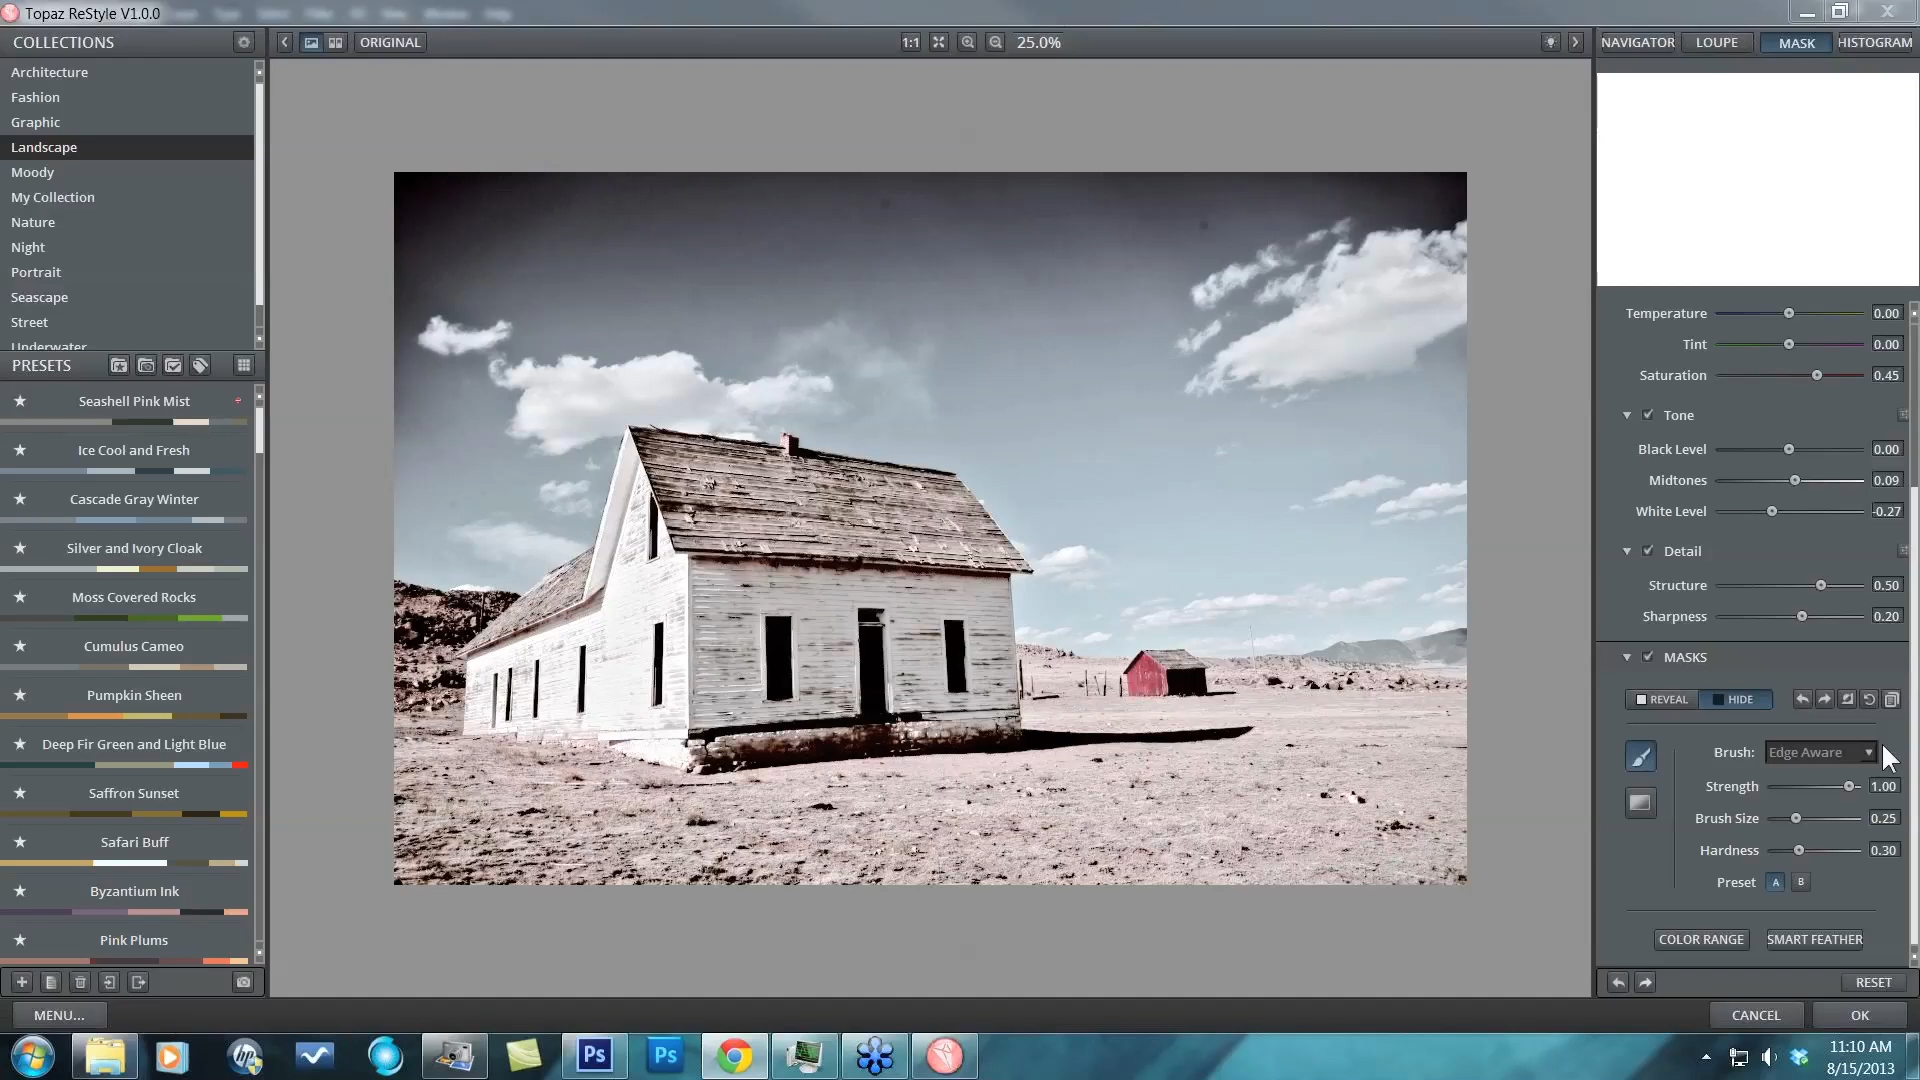 Topaz ReStyle V1.0.0
COLLECTIONS
ORIGINAL
1:1
25.0%
NAVIGATOR
LOUPE
MASK
HISTOGRAM
Architecture
Fashion
Graphic
Landscape
Moody
My Collection
Nature
Night
Portrait
Seascape
Street
Underwater
PRESETS
Seashell Pink Mist
Ice Cool and Fresh
Cascade Gray Winter
Silver and Ivory Cloak
Moss Covered Rocks
Cumulus Cameo
Pumpkin Sheen
Deep Fir Green and Light Blue
Saffron Sunset
Safari Buff
Byzantium Ink
Pink Plums
MENU...
Temperature 0.00
Tint 0.00
Saturation 0.45
Tone
Black Level 0.00
Midtones 0.09
White Level -0.27
Detail
Structure 0.50
Sharpness 0.20
MASKS
REVEAL HIDE
Brush: Edge Aware
Strength 1.00
Brush Size 0.25
Hardness 0.30
Preset A B
COLOR RANGE SMART FEATHER
RESET
CANCEL OK
hp
Ps
Ps
11:10 AM
8/15/2013